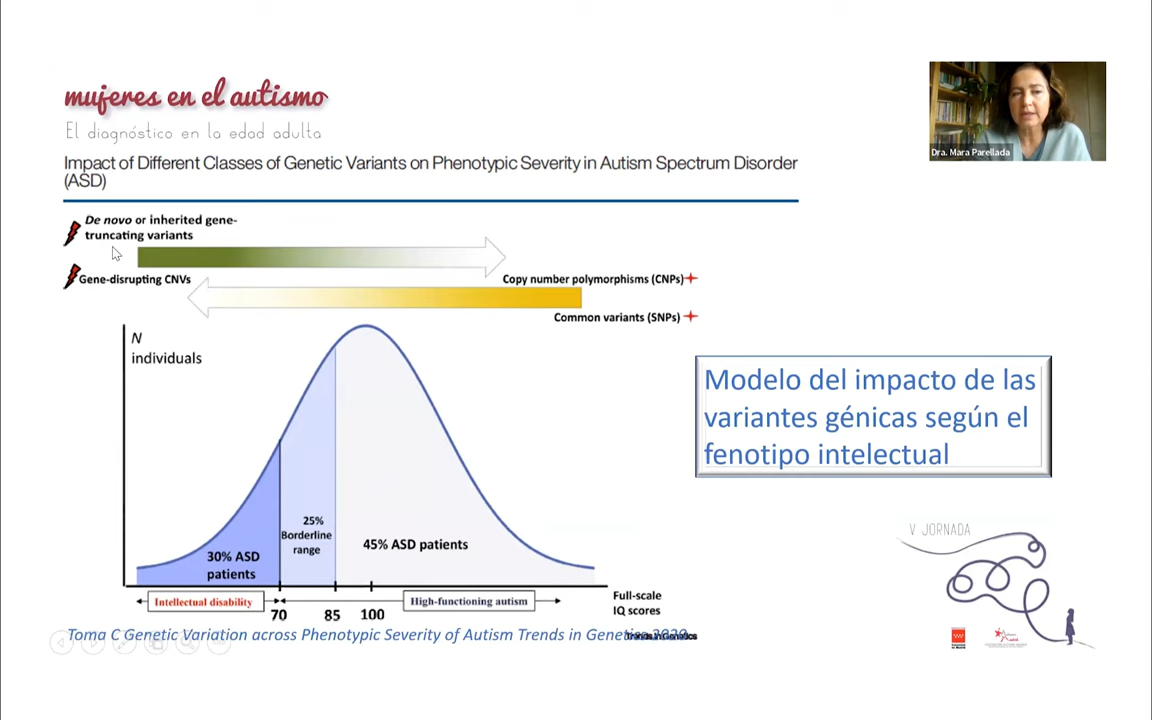 mujeres en el autismo
El diagnóstico en la edad adulta
Impact of Different Classes of Genetic Variants on Phenotypic Severity in Autism Spectrum Disorder
(ASD)
Dra. Mara Parellada
De novo or inherited gene-
truncating variants
Gene-disrupting CNVs
Copy number polymorphisms (CNPs)
Common variants (SNPs)
N
individuals
Modelo del impacto de las
variantes génicas según el
fenotipo intelectual
25%
Borderline
range
45% ASD patients
30% ASD
patients
V JORNADA
Intellectual disability
High-functioning autism
Full-scale
IQ scores
70
85
100
Toma C Genetic Variation across Phenotypic Severity of Autism Trends in Genetics 2020
Trends in Genetics